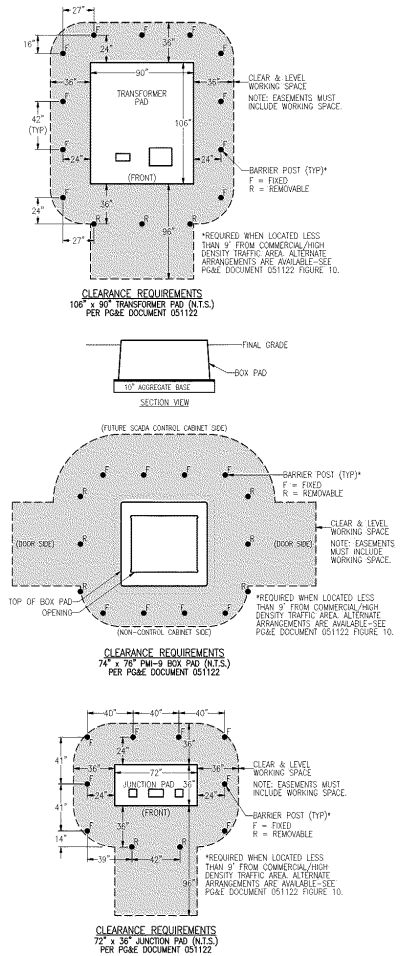 27"
F
F
F
16"
24"
36"
F
F
36"
90"
36"
CLEAR & LEVEL
WORKING SPACE
TRANSFORMER
PAD
NOTE: EASEMENTS MUST
INCLUDE WORKING SPACE.
F
F
42"
(TYP)
106"
F
F
BARRIER POST (TYP)*
24"
24"
F = FIXED
R = REMOVABLE
(FRONT)
F
F
36"
24"
96"
R
R
R
27"
*REQUIRED WHEN LOCATED LESS
THAN 9' FROM COMMERCIAL/HIGH
DENSITY TRAFFIC AREA. ALTERNATE
ARRANGEMENTS ARE AVAILABLE-SEE
PG&E DOCUMENT 051122 FIGURE 10.
CLEARANCE REQUIREMENTS
106" x 90" TRANSFORMER PAD (N.T.S.)
PER PG&E DOCUMENT 051122
FINAL GRADE
BOX PAD
10" AGGREGATE BASE
SECTION VIEW
(FUTURE SCADA CONTROL CABINET SIDE)
F
F
F
F
BARRIER POST (TYP)*
F = FIXED
R = REMOVABLE
R
R
CLEAR & LEVEL
WORKING SPACE
(DOOR SIDE)
R
R
(DOOR SIDE)
NOTE: EASEMENTS
MUST INCLUDE
WORKING SPACE.
R
R
TOP OF BOX PAD
OPENING
F
F
F
F
*REQUIRED WHEN LOCATED LESS
THAN 9' FROM COMMERCIAL/HIGH
DENSITY TRAFFIC AREA. ALTERNATE
ARRANGEMENTS ARE AVAILABLE-SEE
PG&E DOCUMENT 051122 FIGURE 10.
(NON-CONTROL CABINET SIDE)
CLEARANCE REQUIREMENTS
74" x 76" PMI-9 BOX PAD (N.T.S.)
PER PG&E DOCUMENT 051122
40"
40"
40"
F
F
F
F
24"
36"
41"
36"
72"
36"
CLEAR & LEVEL
WORKING SPACE
F
JUNCTION PAD
36"
F
NOTE: EASEMENTS MUST
INCLUDE WORKING SPACE.
24"
24"
41"
(FRONT)
BARRIER POST (TYP)*
F = FIXED
R = REMOVABLE
F
36"
F
14"
R
R
39"
42"
96"
*REQUIRED WHEN LOCATED LESS
THAN 9' FROM COMMERCIAL/HIGH
DENSITY TRAFFIC AREA. ALTERNATE
ARRANGEMENTS ARE AVAILABLE-SEE
PG&E DOCUMENT 051122 FIGURE 10.
CLEARANCE REQUIREMENTS
72" x 36" JUNCTION PAD (N.T.S.)
PER PG&E DOCUMENT 051122